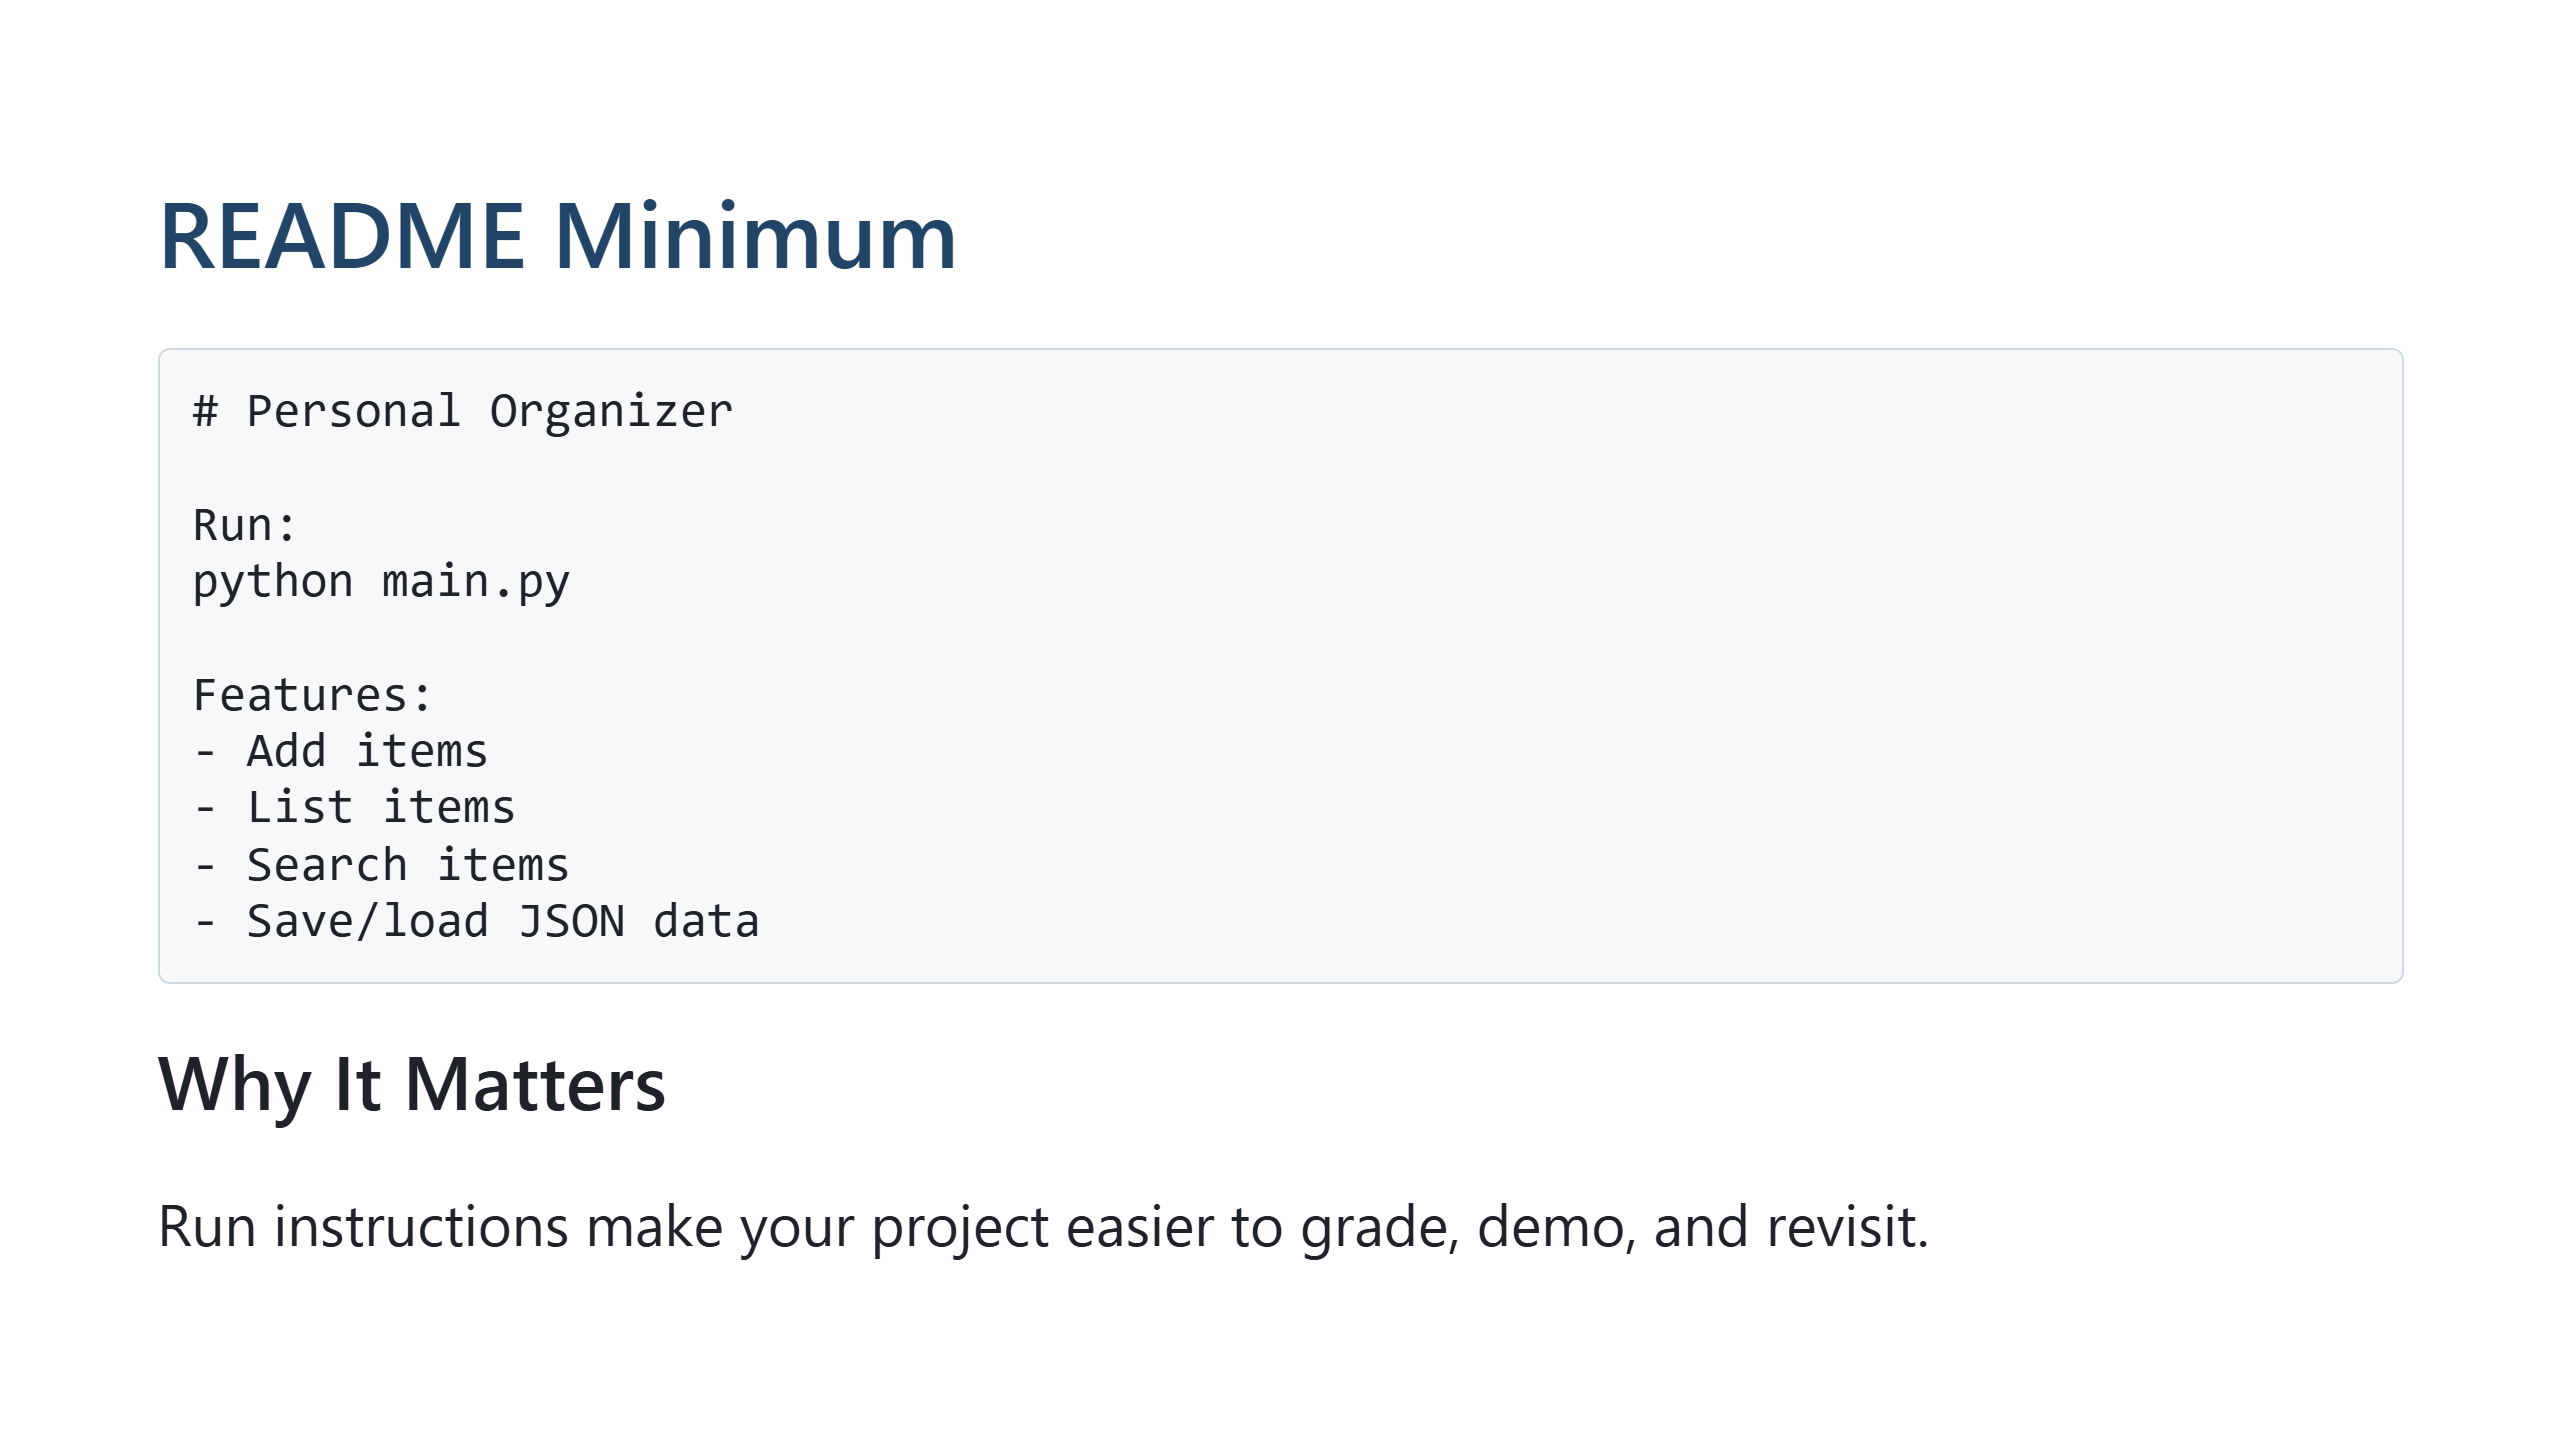 README Minimum
# Personal Organizer
Run:
python main.py
Features:
- Add items
- List items
- Search items
- Save/load JSON data
Why It Matters
Run instructions make your project easier to grade, demo, and revisit.